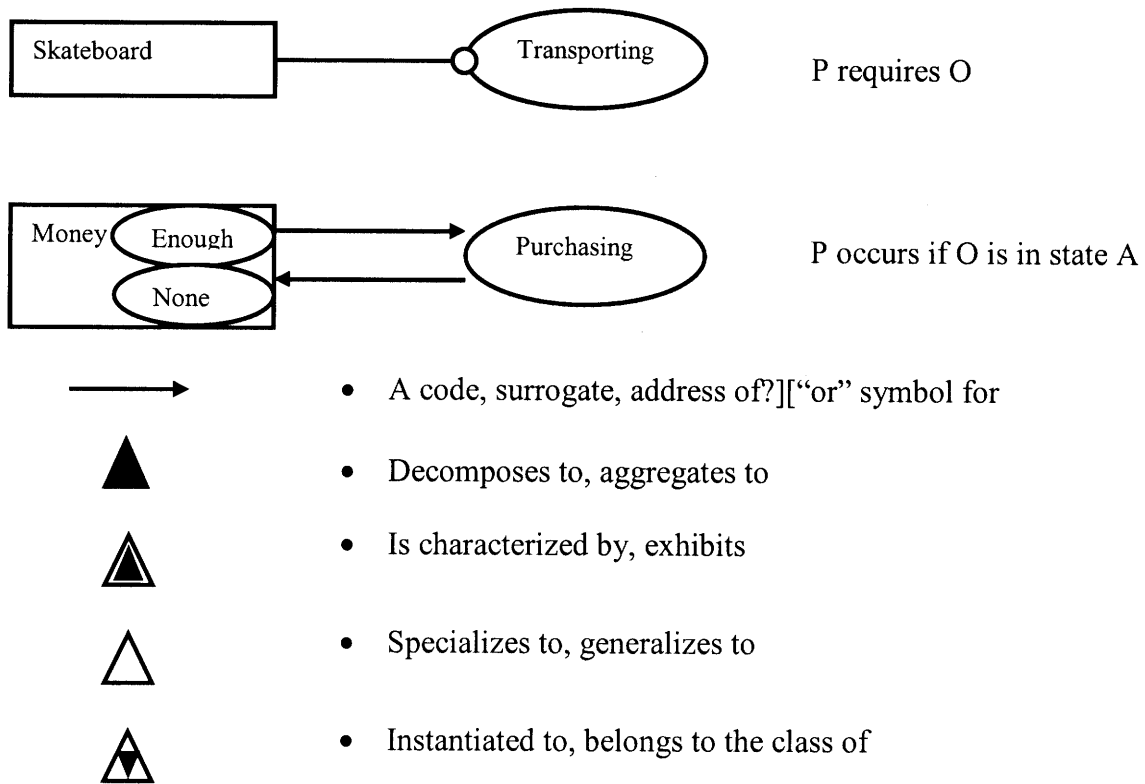 Skateboard
Transporting
P requires O
Money
Enough
None
Purchasing
P occurs if O is in state A
• A code, surrogate, address of?]["or" symbol for
• Decomposes to, aggregates to
• Is characterized by, exhibits
• Specializes to, generalizes to
• Instantiated to, belongs to the class of